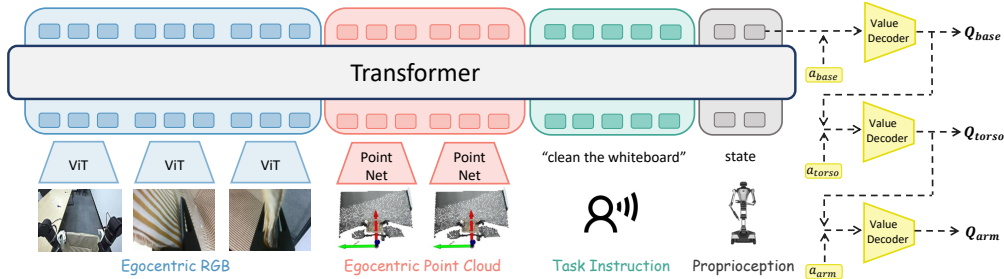 Transformer
ViT
ViT
ViT
Point
Net
Point
Net
"clean the whiteboard"
state
Egocentric RGB
Egocentric Point Cloud
Task Instruction
Proprioception
Value
Decoder
Q_base
a_base
Value
Decoder
Q_torso
a_torso
Value
Decoder
Q_arm
a_arm